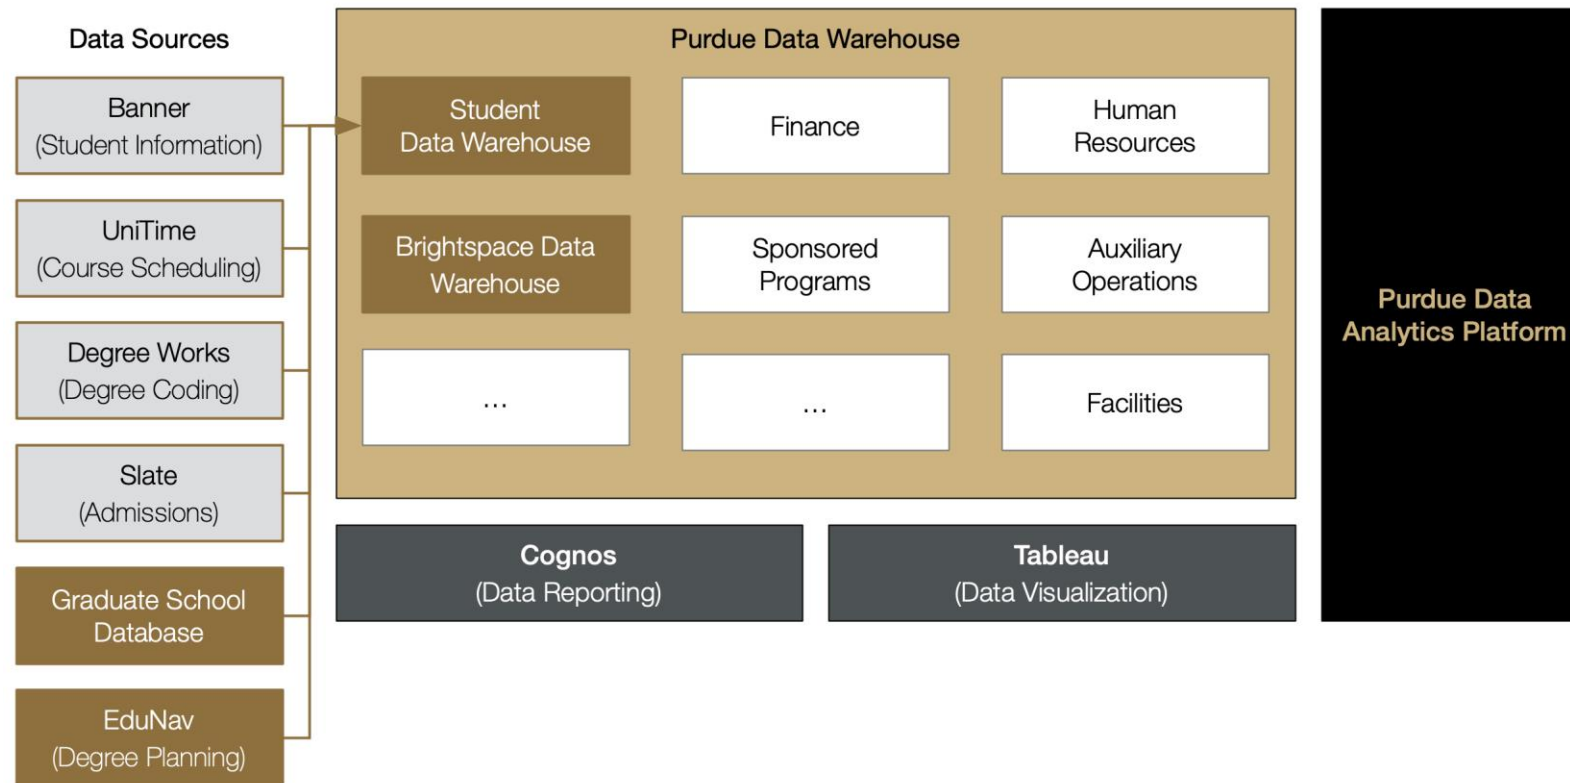 Data Sources
Banner
(Student Information)
UniTime
(Course Scheduling)
Degree Works
(Degree Coding)
Slate
(Admissions)
Graduate School
Database
EduNav
(Degree Planning)
Purdue Data Warehouse
Student
Data Warehouse
Finance
Human
Resources
Brightspace Data
Warehouse
Sponsored
Programs
Auxiliary
Operations
...
...
Facilities
Cognos
(Data Reporting)
Tableau
(Data Visualization)
Purdue Data
Analytics Platform